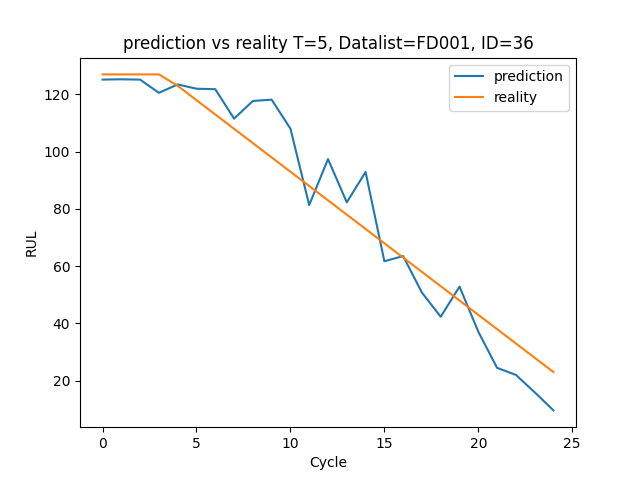 prediction vs reality T=5, Datalist=FD001, ID=36
prediction
reality
RUL
120
100
80
60
40
20
0 5 10 15 20 25
Cycle